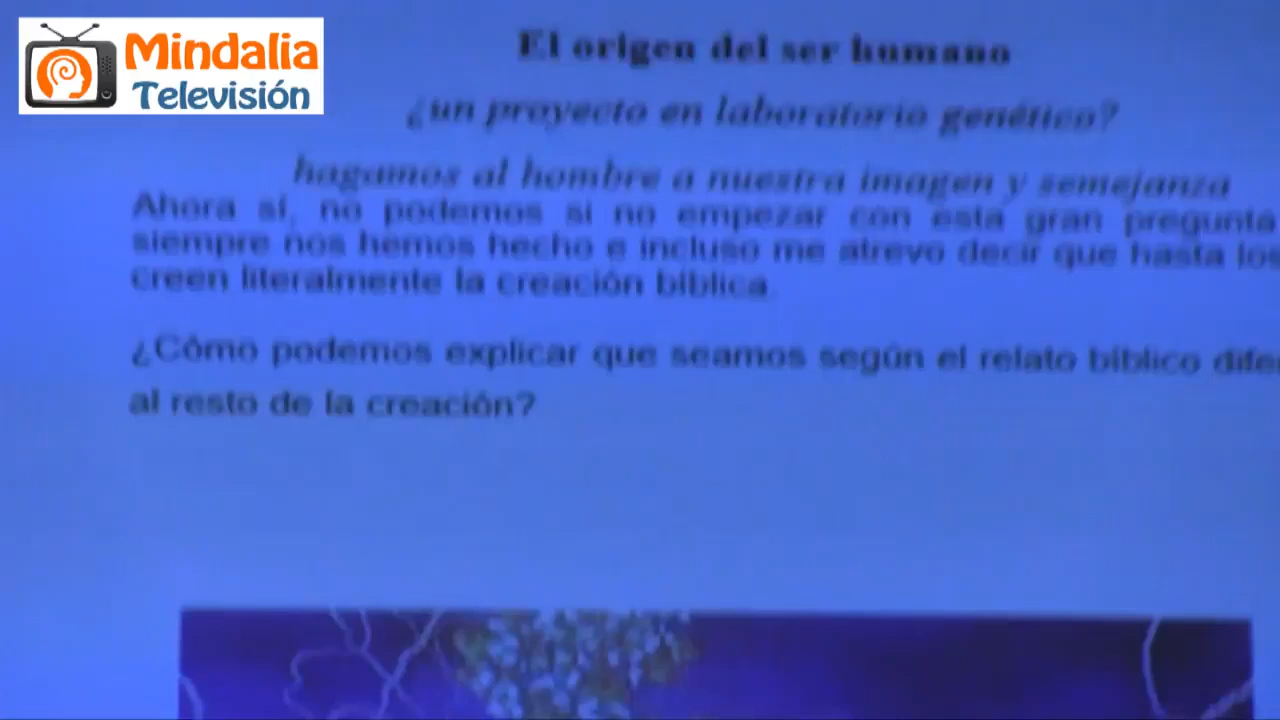 Mindalia
Televisión
El origen del ser humano
¿un proyecto en laboratorio genético?
hagamos al hombre a nuestra imagen y semejanza
Ahora sí, no podemos si no empezar con esta gran pregunta
siempre nos hemos hecho e incluso me atrevo decir que hasta los
creen literalmente la creación bíblica.
¿Cómo podemos explicar que seamos según el relato bíblico
al resto de la creación?